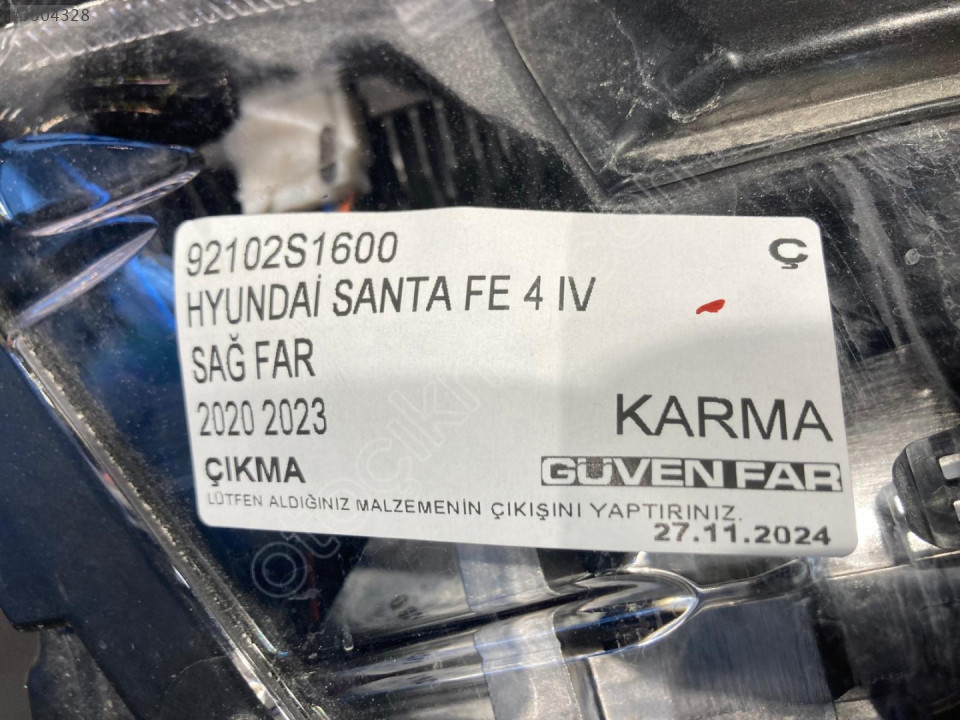 92102S1600
Ç
HYUNDAİ SANTA FE 4 IV
SAĞ FAR
2020 2023
KARMA
ÇIKMA
GÜVEN FAR
LÜTFEN ALDIĞINIZ MALZEMENİN ÇIKIŞINI YAPTIRINIZ.
27.11.2024